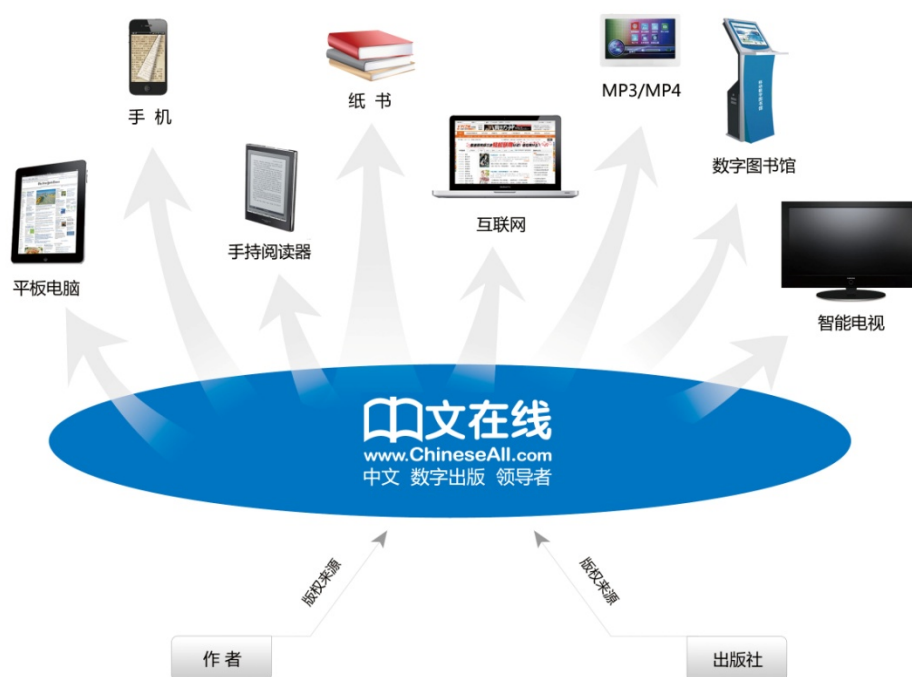 手 机
纸 书
MP3/MP4
数字图书馆
手持阅读器
互联网
平板电脑
智能电视
中文在线
www.ChineseAll.com
中文 数字出版 领导者
版权来源
版权来源
作 者
出版社